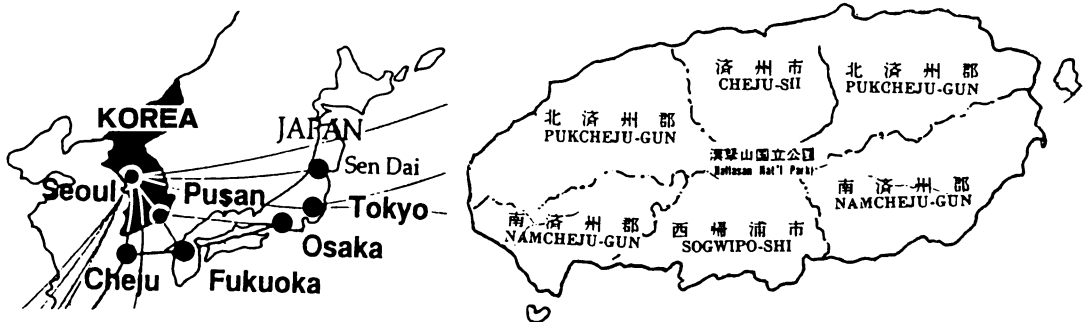 KOREA
JAPAN
Sen Dai
Seoul
Pusan
Tokyo
Osaka
Cheju
Fukuoka
済州市
CHEJU-SII
北済州郡
PUKCHEJU-GUN
北済州郡
PUKCHEJU-GUN
漢拏山国立公園
Hallasan Nat'l Park
南済州郡
NAMCHEJU-GUN
南済州郡
NAMCHEJU-GUN
西帰浦市
SOGWIPO-SHI